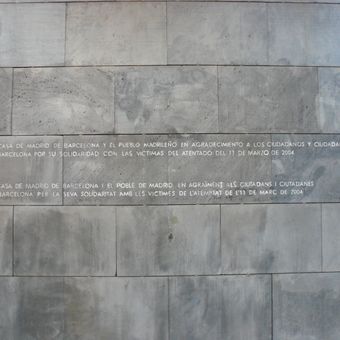 CASA DE MADRID DE BARCELONA Y EL PUEBLO MADRILEÑO EN AGRADECIMIENTO A LOS CIUDADANOS Y
BARCELONA POR SU SOLIDARIDAD CON LAS VICTIMAS DEL ATENTADO DEL 11 DE MARZO DE 2004
CASA DE MADRID DE BARCELONA I EL POBLE DE MADRID EN AGRAÏMENT ALS CIUTADANS I CIUTADANES
BARCELONA PER LA SEVA SOLIDARITAT AMB LES VÍCTIMES DE L'ATEMPTAT DE L'11 DE MARÇ DE 2004